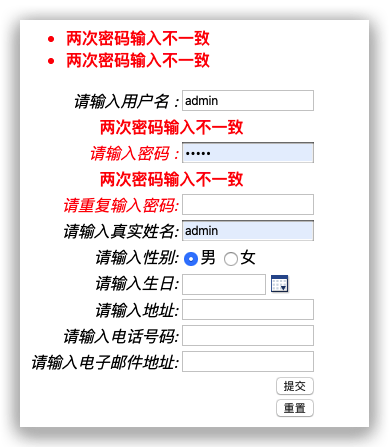 两次密码输入不一致
两次密码输入不一致
请输入用户名 : admin
两次密码输入不一致
请输入密码 : •••••
两次密码输入不一致
请重复输入密码:
请输入真实姓名: admin
请输入性别: 男 女
请输入生日:
请输入地址:
请输入电话号码:
请输入电子邮件地址:
提交
重置